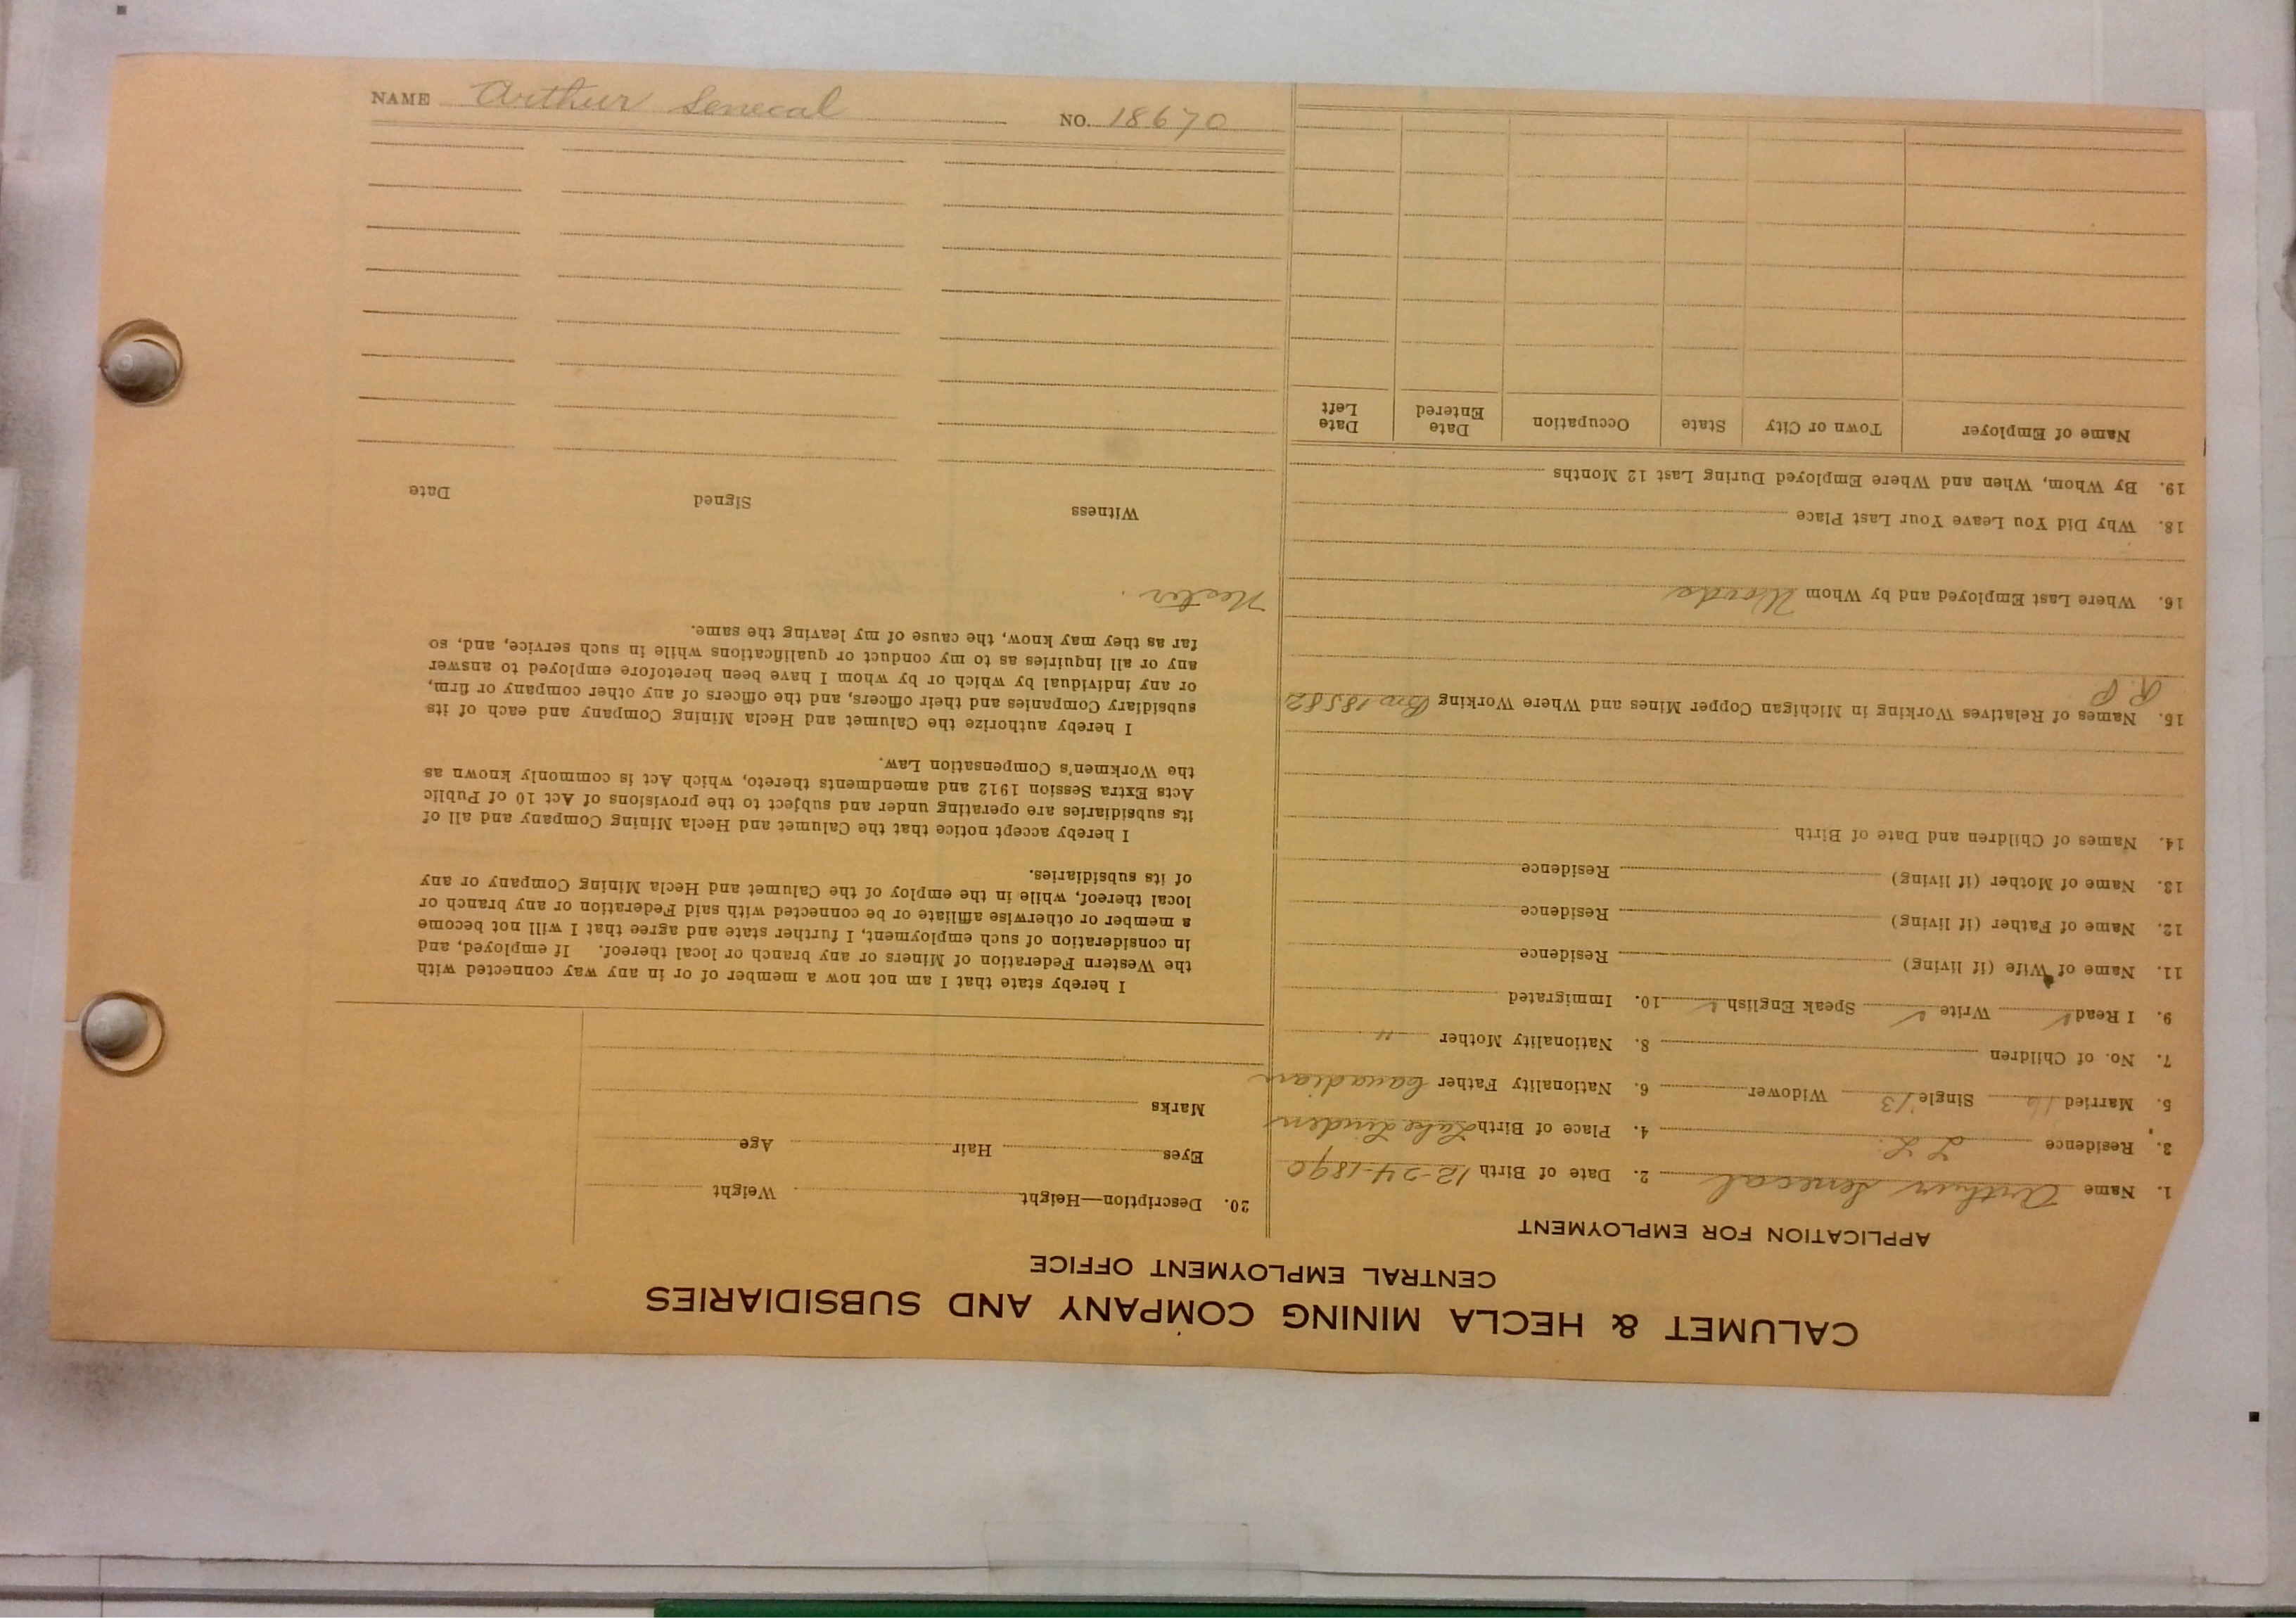 NAME Arthur Senecal NO. 18670
CALUMET & HECLA MINING COMPANY AND SUBSIDIARIES
CENTRAL EMPLOYMENT OFFICE
APPLICATION FOR EMPLOYMENT
1. Name Arthur Senecal 2. Date of Birth 12-24-1890
3. Residence L. L. 4. Place of Birth Lake Linden
5. Married Single '13 Widower 6. Nationality Father Canadian
7. No. of Children 8. Nationality Mother "
9. I Read ✓ Write ✓ Speak English ✓ 10. Immigrated
11. Name of Wife (if living) Residence
12. Name of Father (if living) Residence
13. Name of Mother (if living) Residence
14. Names of Children and Date of Birth
15. Names of Relatives Working in Michigan Copper Mines and Where Working Bro 18582
R. P.
16. Where Last Employed and by Whom Woods
18. Why Did You Leave Your Last Place
19. By Whom, When and Where Employed During Last 12 Months
Name of Employer Town or City State Occupation Date Entered Date Left
20. Description—Height Weight
Eyes Hair Age
Marks
I hereby state that I am not now a member of or in any way connected with
the Western Federation of Miners or any branch or local thereof. If employed, and
in consideration of such employment, I further state and agree that I will not become
a member or otherwise affiliate or be connected with said Federation or any branch or
local thereof, while in the employ of the Calumet and Hecla Mining Company or any
of its subsidiaries.
I hereby accept notice that the Calumet and Hecla Mining Company and all of
its subsidiaries are operating under and subject to the provisions of Act 10 of Public
Acts Extra Session 1912 and amendments thereto, which Act is commonly known as
the Workmen's Compensation Law.
I hereby authorize the Calumet and Hecla Mining Company and each of its
subsidiary Companies and their officers, and the officers of any other company or firm,
or any individual by which or by whom I have been heretofore employed to answer
any or all inquiries as to my conduct or qualifications while in such service, and, so
far as they may know, the cause of my leaving the same.
Nester.
Witness Signed Date